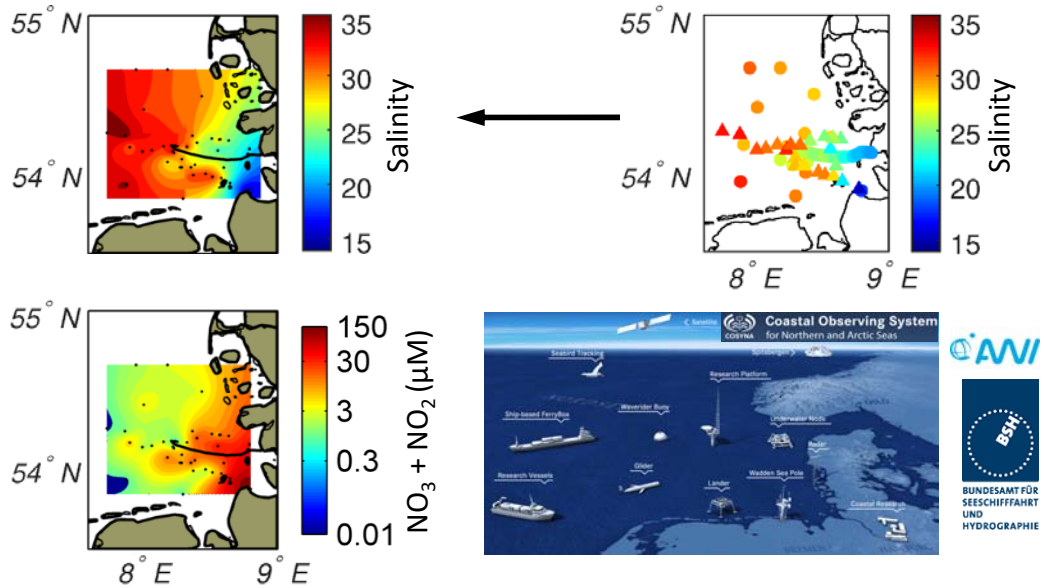 55° N
54° N
35
30
25
20
15
Salinity
55° N
54° N
8° E
9° E
35
30
25
20
15
Salinity
55° N
54° N
8° E
9° E
150
30
3
0.3
0.01
NO3 + NO2 (µM)
COSYNA
Coastal Observing System
for Northern and Arctic Seas
Satellite
Spitsbergen
Seabird Tracking
Research Platform
Ship-based FerryBox
Waverider Buoy
Underwater Node
Radar
Research Vessels
Glider
Lander
Wadden Sea Pole
Coastal Research
AWI
BSH
BUNDESAMT FÜR
SEESCHIFFFAHRT
UND
HYDROGRAPHIE